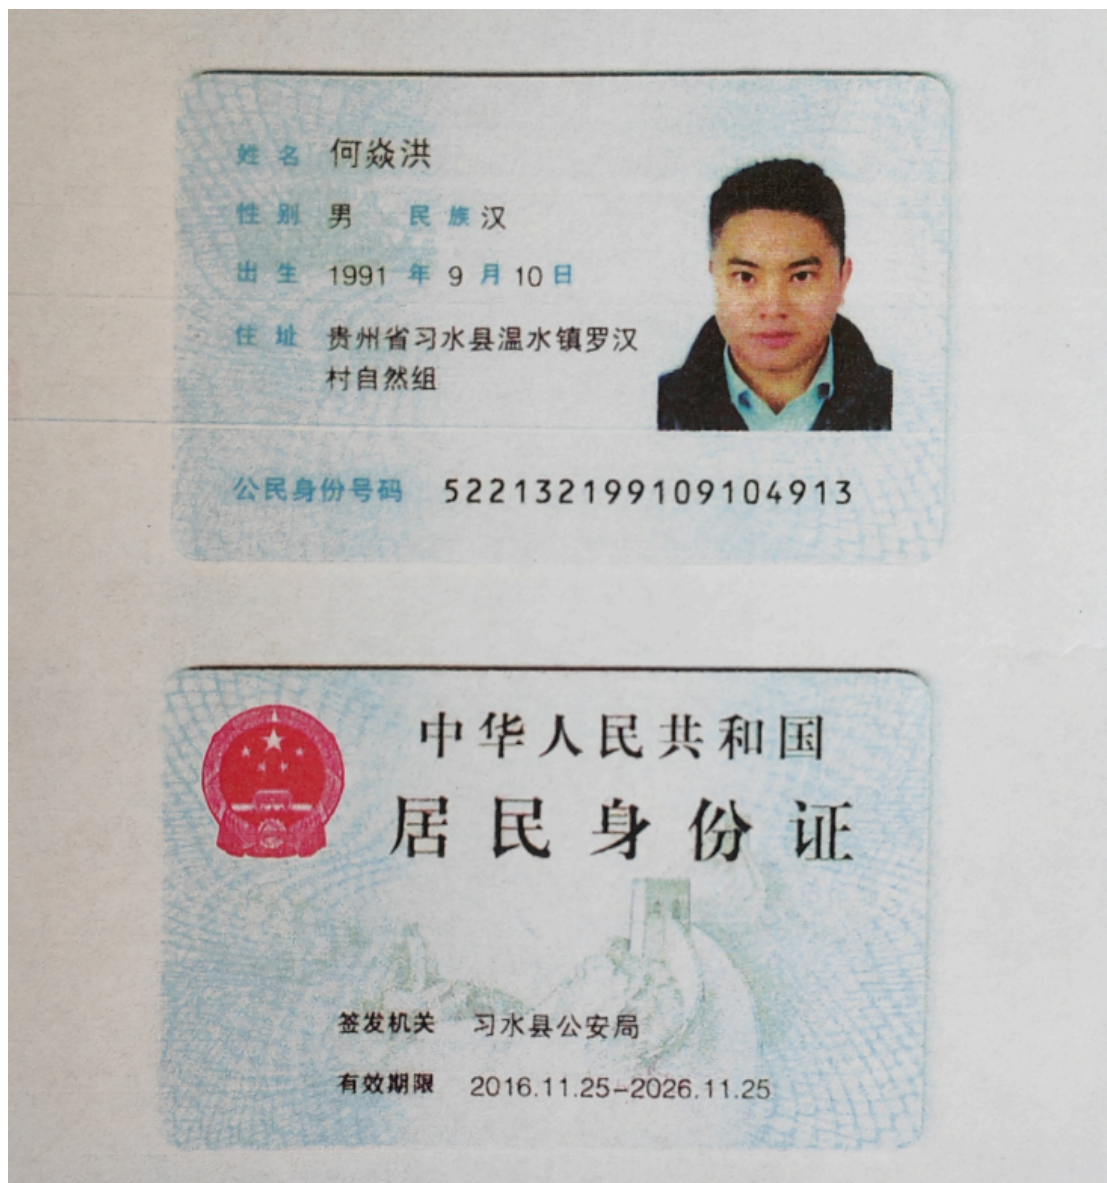 姓名 何焱洪
性别 男 民族 汉
出生 1991 年 9 月 10 日
住址 贵州省习水县温水镇罗汉
村自然组
公民身份号码 522132199109104913
中华人民共和国
居民身份证
签发机关 习水县公安局
有效期限 2016.11.25-2026.11.25